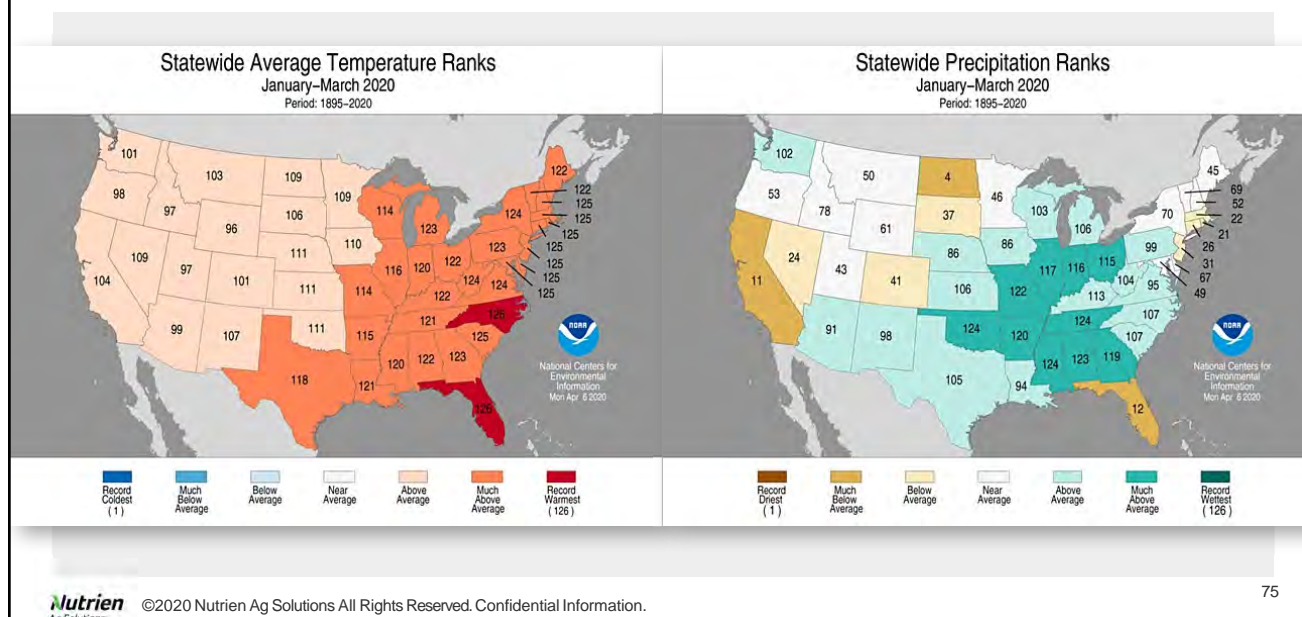 Statewide Average Temperature Ranks
January–March 2020
Period: 1895–2020
101
103
109
109
98
97
96
106
114
123
122
124
122
125
125
125
125
125
125
125
104
109
97
101
111
110
111
116
120
122
123
124
124
122
114
99
107
111
115
121
126
125
118
121
120
122
123
126
NOAA
National Centers for
Environmental
Information
Mon Apr 6 2020
Record
Coldest
( 1 )
Much
Below
Average
Below
Average
Near
Average
Above
Average
Much
Above
Average
Record
Warmest
( 126 )
Statewide Precipitation Ranks
January–March 2020
Period: 1895–2020
102
50
4
46
53
78
61
37
103
106
70
45
69
52
22
21
26
31
67
49
11
24
43
41
86
86
106
117
116
115
99
104
95
113
122
91
98
124
120
124
107
107
105
94
124
123
119
12
NOAA
National Centers for
Environmental
Information
Mon Apr 6 2020
Record
Driest
( 1 )
Much
Below
Average
Below
Average
Near
Average
Above
Average
Much
Above
Average
Record
Wettest
( 126 )
Nutrien
Ag Solutions
©2020 Nutrien Ag Solutions All Rights Reserved. Confidential Information.
75